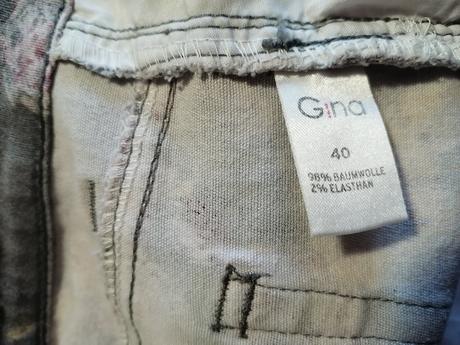 Gina
40
98% BAUMWOLLE
2% ELASTHAN